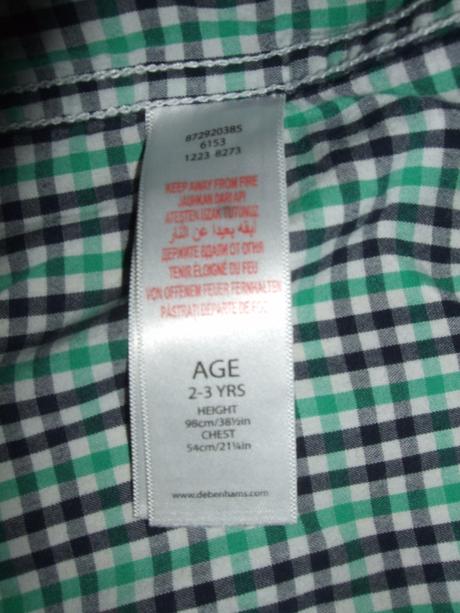 872920385
6153
1223 8273
KEEP AWAY FROM FIRE
JAUHKAN DARI API
ATEŞTEN UZAK TUTUNUZ
أبقه بعيدا عن النار
ДЕРЖИТЕ ВДАЛИ ОТ ОГНЯ
TENIR ÉLOIGNÉ DU FEU
VON OFFENEM FEUER FERNHALTEN
PĂSTRAŢI DEPARTE DE FOC
AGE
2-3 YRS
HEIGHT
98cm/38½in
CHEST
54cm/21¼in
www.debenhams.com